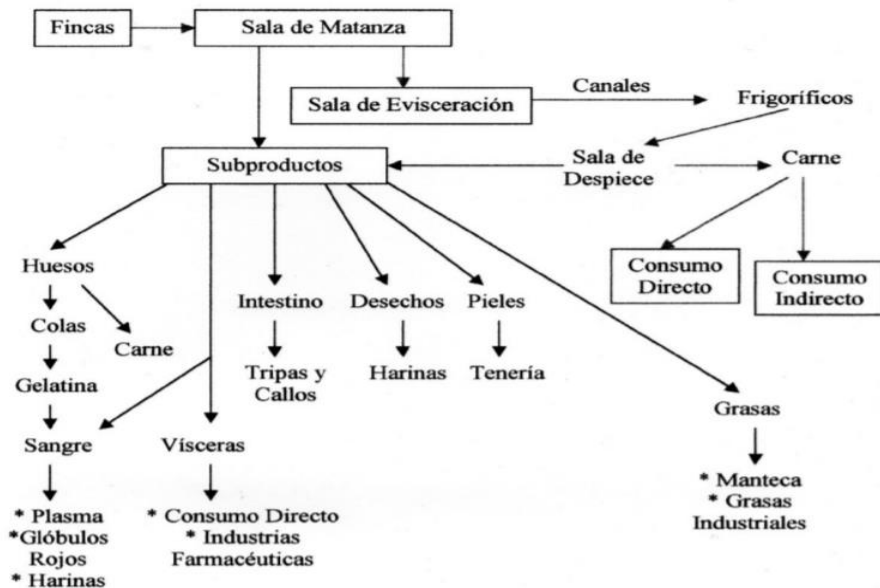 Fincas
Sala de Matanza
Sala de Evisceración
Canales
Frigoríficos
Subproductos
Sala de
Despiece
Carne
Consumo
Directo
Consumo
Indirecto
Huesos
Intestino
Desechos
Pieles
Colas
Carne
Tripas y
Callos
Harinas
Tenería
Gelatina
Grasas
Sangre
Vísceras
* Manteca
* Grasas
Industriales
* Plasma
*Glóbulos
Rojos
* Harinas
* Consumo Directo
* Industrias
Farmacéuticas